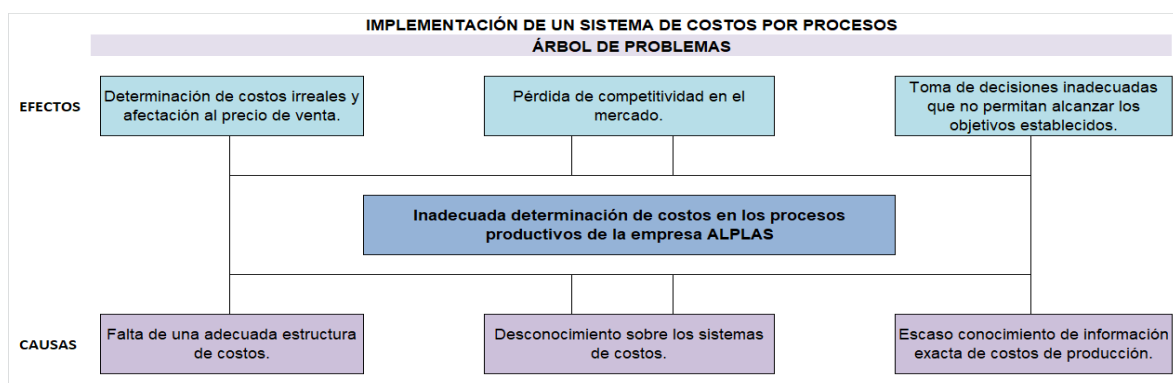 IMPLEMENTACIÓN DE UN SISTEMA DE COSTOS POR PROCESOS
ÁRBOL DE PROBLEMAS
EFECTOS
Determinación de costos irreales y
afectación al precio de venta.
Pérdida de competitividad en el
mercado.
Toma de decisiones inadecuadas
que no permitan alcanzar los
objetivos establecidos.
Inadecuada determinación de costos en los procesos
productivos de la empresa ALPLAS
CAUSAS
Falta de una adecuada estructura
de costos.
Desconocimiento sobre los sistemas
de costos.
Escaso conocimiento de información
exacta de costos de producción.